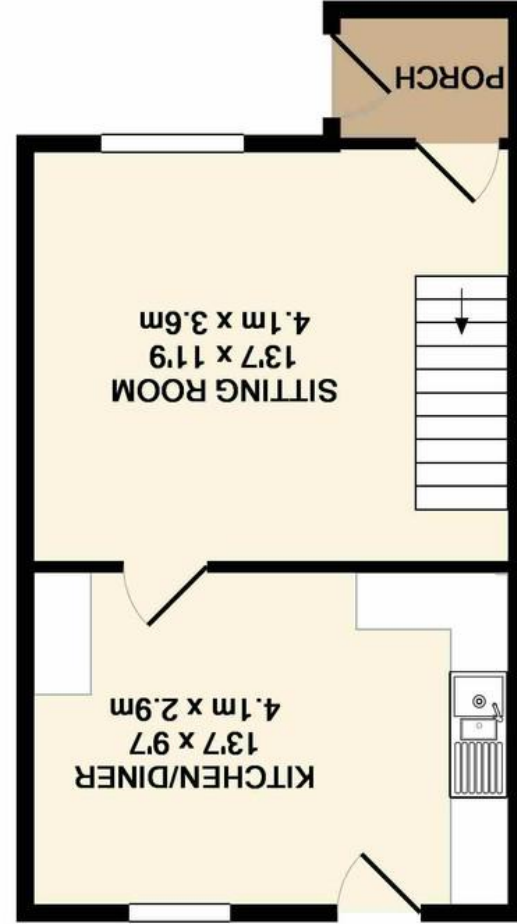 KITCHEN/DINER
13'7 x 9'7
4.1m x 2.9m
SITTING ROOM
13'7 x 11'9
4.1m x 3.6m
PORCH